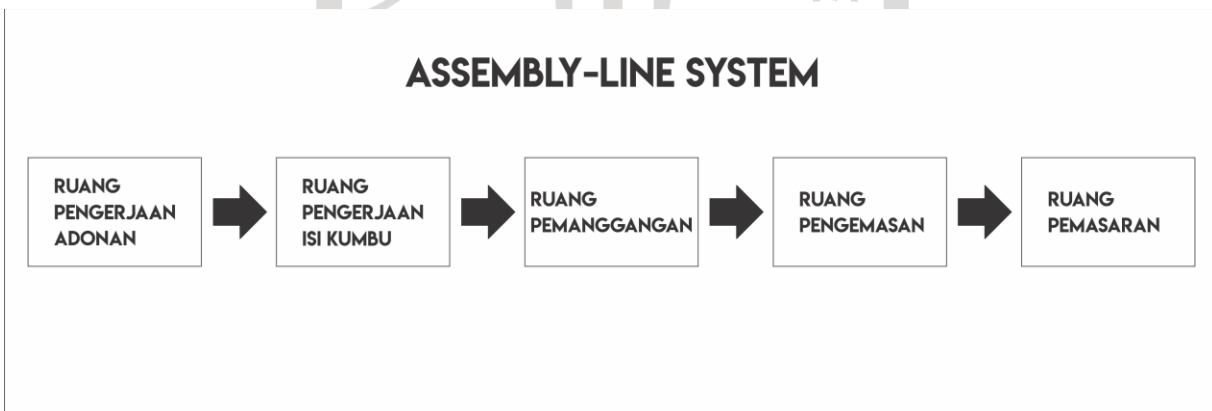 ASSEMBLY-LINE SYSTEM
RUANG
PENGERJAAN
ADONAN
RUANG
PENGERJAAN
ISI KUMBU
RUANG
PEMANGGANGAN
RUANG
PENGEMASAN
RUANG
PEMASARAN